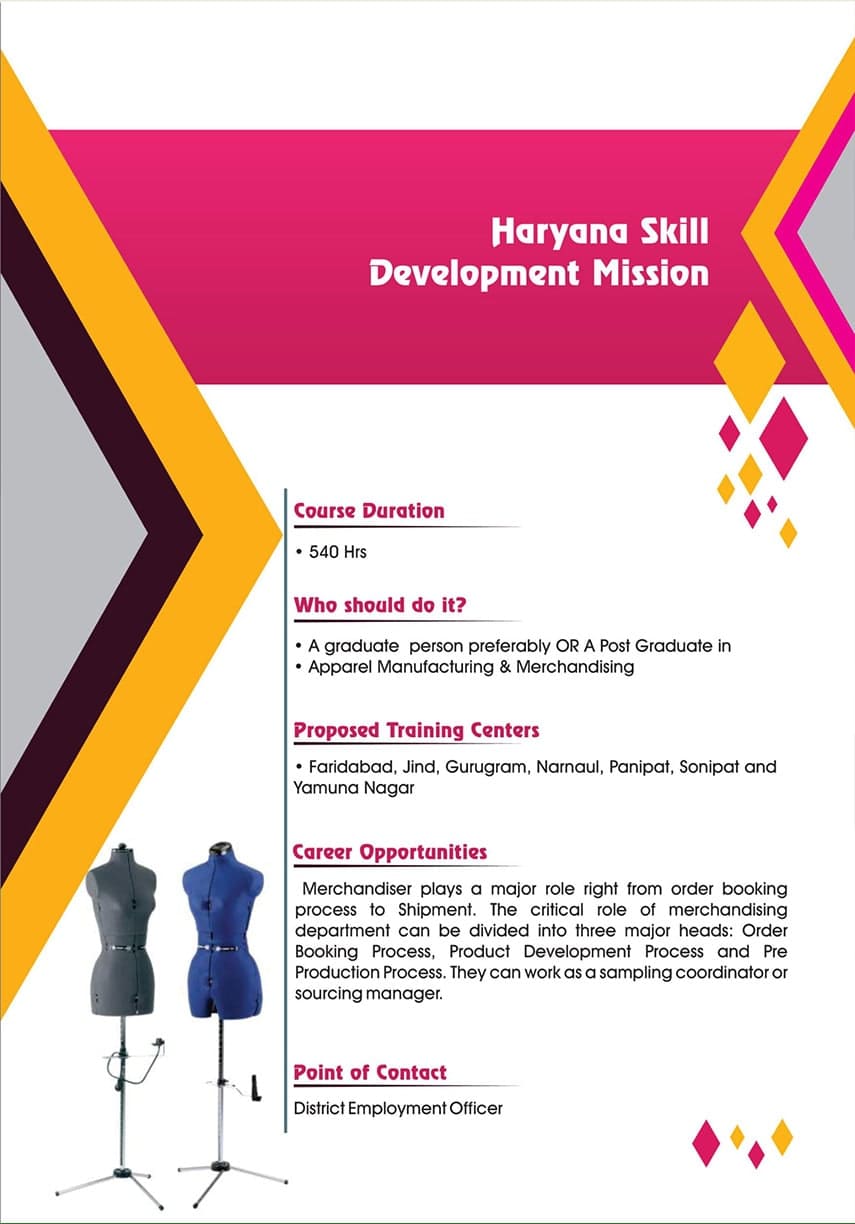 Haryana Skill
Development Mission
Course Duration
• 540 Hrs
Who should do it?
• A graduate  person preferably OR A Post Graduate in
• Apparel Manufacturing & Merchandising
Proposed Training Centers
• Faridabad, Jind, Gurugram, Narnaul, Panipat, Sonipat and
Yamuna Nagar
Career Opportunities
Merchandiser plays a major role right from order booking
process to Shipment. The critical role of merchandising
department can be divided into three major heads: Order
Booking Process, Product Development Process and Pre
Production Process. They can work as a sampling coordinator or
sourcing manager.
Point of Contact
District Employment Officer